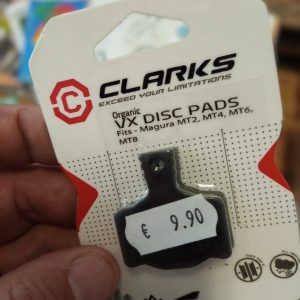 C CLARKS
EXCEED YOUR LIMITATIONS
Organic
VX DISC PADS
Fits - Magura MT2, MT4, MT6,
MT8
€ 9.90